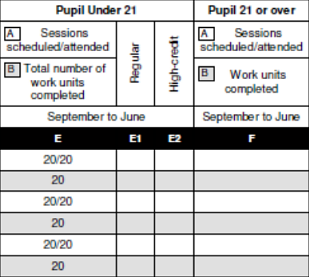 Pupil Under 21
Pupil 21 or over
A Sessions
scheduled/attended
B Total number of
work units
completed
Regular
High-credit
A Sessions
scheduled/attended
B Work units
completed
September to June
September to June
E E1 E2 F
20/20
20
20/20
20
20/20
20